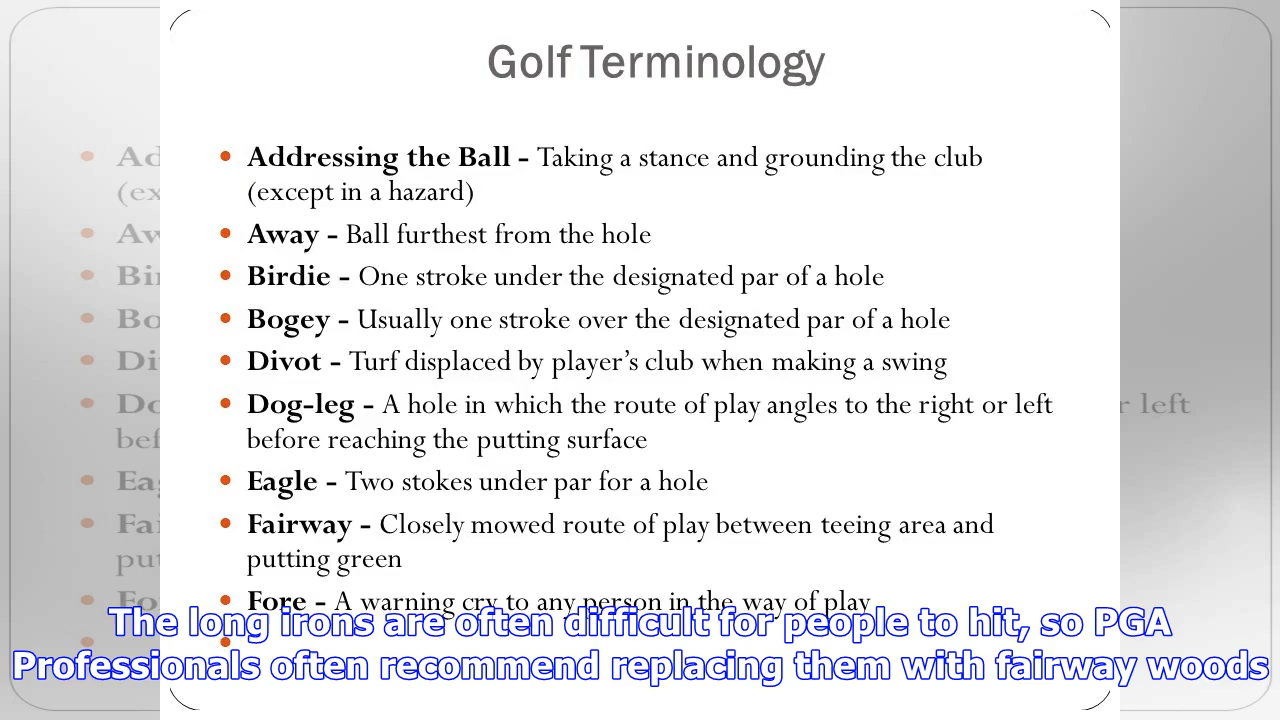 Golf Terminology
• Addressing the Ball - Taking a stance and grounding the club
(except in a hazard)
• Away - Ball furthest from the hole
• Birdie - One stroke under the designated par of a hole
• Bogey - Usually one stroke over the designated par of a hole
• Divot - Turf displaced by player's club when making a swing
• Dog-leg - A hole in which the route of play angles to the right or left
before reaching the putting surface
• Eagle - Two stokes under par for a hole
• Fairway - Closely mowed route of play between teeing area and
putting green
• Fore - A warning cry to any person in the way of play
The long irons are often difficult for people to hit, so PGA
Professionals often recommend replacing them with fairway woods